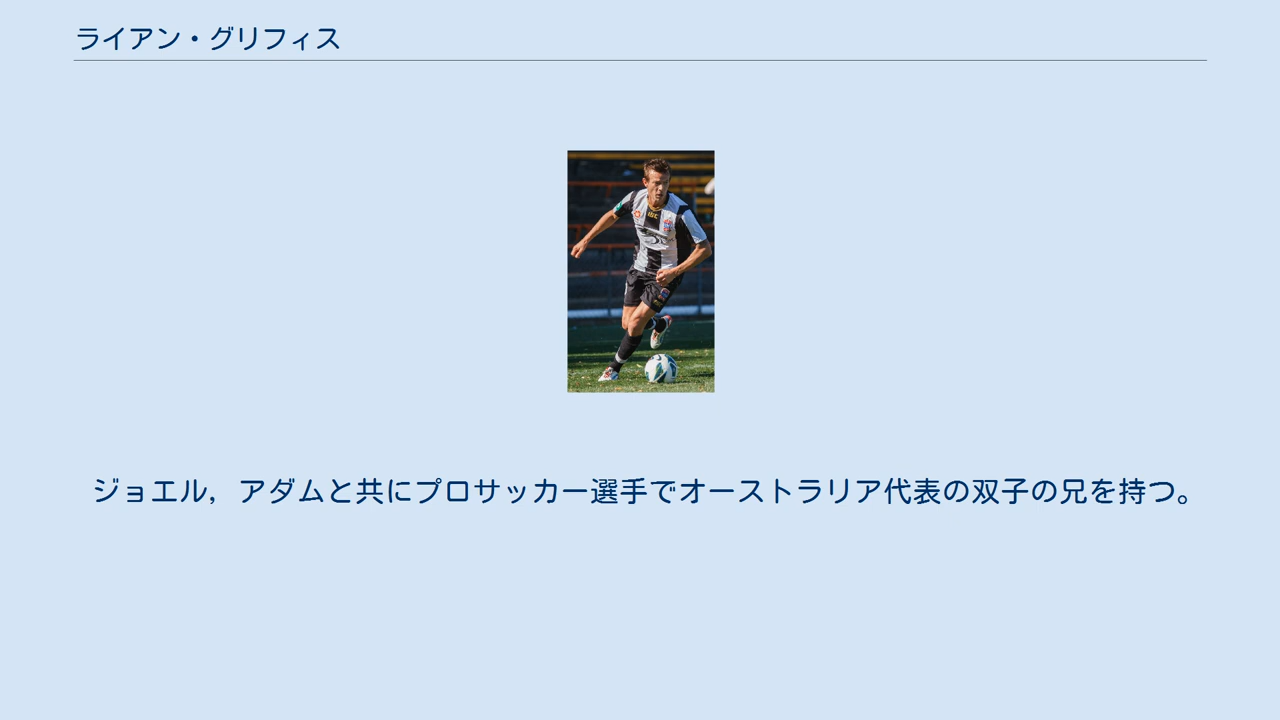 ライアン・グリフィス
ジョエル，アダムと共にプロサッカー選手でオーストラリア代表の双子の兄を持つ。